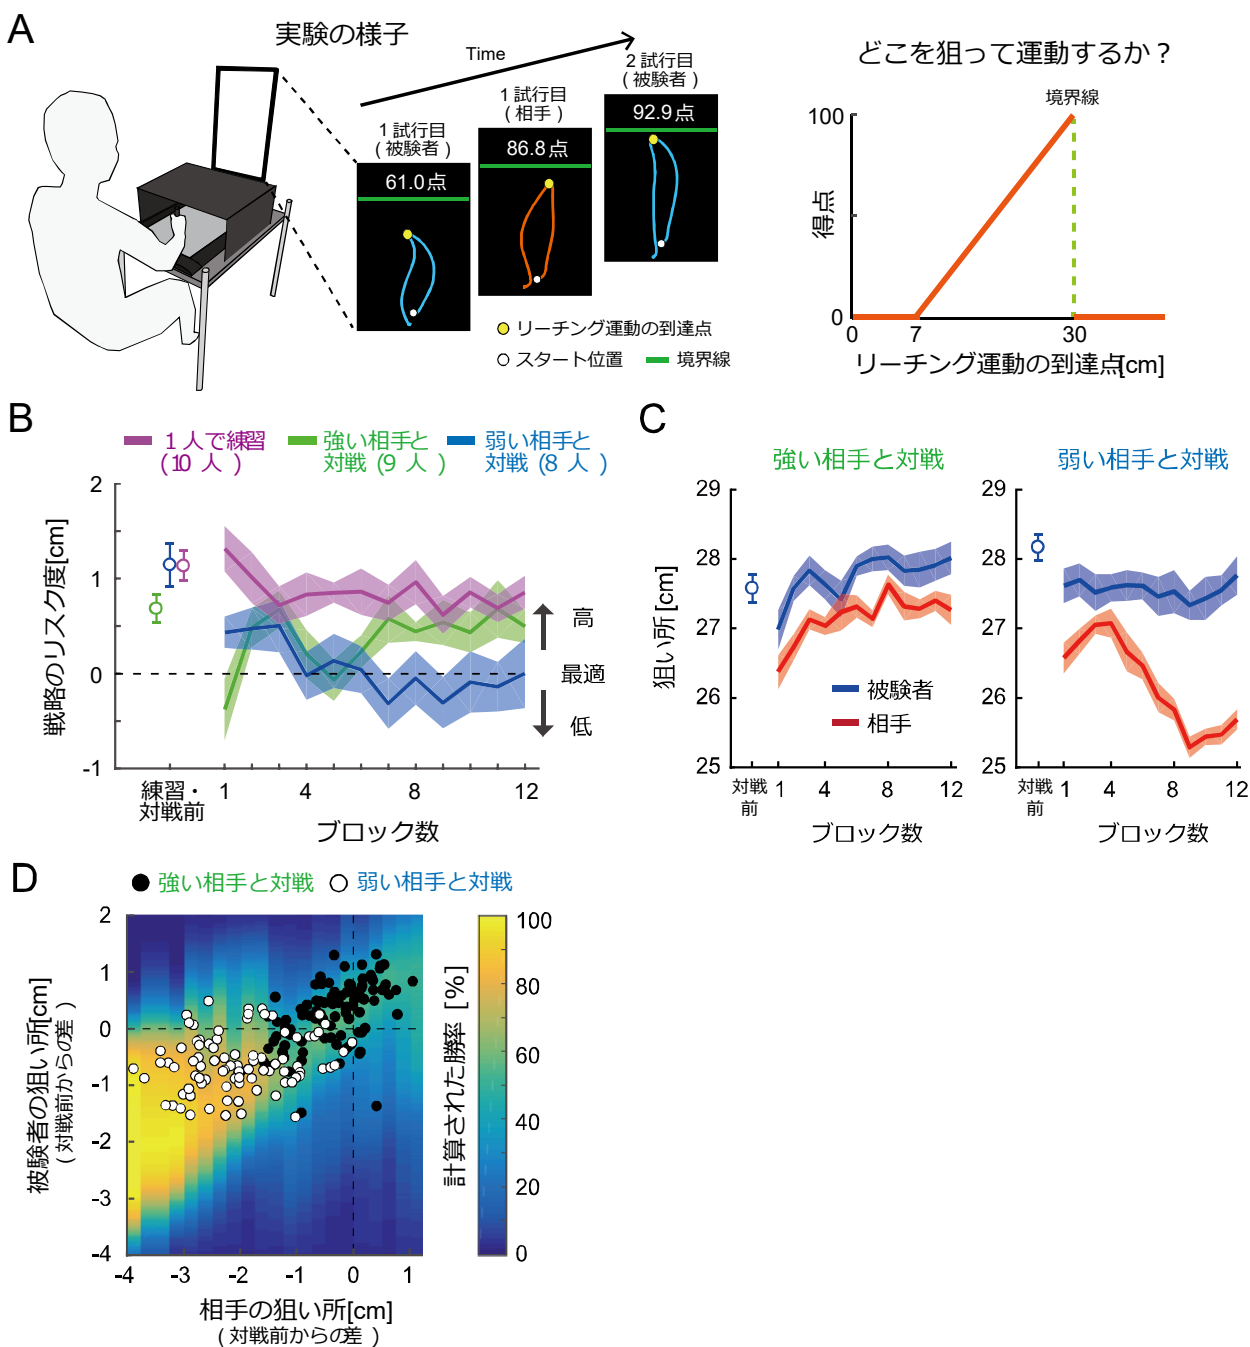 A
実験の様子
Time
1 試行目
( 被験者 )
61.0点
1 試行目
( 相手 )
86.8 点
2 試行目
( 被験者 )
92.9点
リーチング運動の到達点
スタート位置
境界線
どこを狙って運動するか？
境界線
得点
100
0
0
7
30
リーチング運動の到達点[cm]
B
1 人で練習
(10 人 )
強い相手と
対戦 (9 人 )
弱い相手と
対戦 (8 人 )
戦略のリスク度[cm]
2
1
0
-1
高
最適
低
練習・
対戦前
1
4
8
12
ブロック数
C
強い相手と対戦
弱い相手と対戦
狙い所 [cm]
29
28
27
26
25
被験者
相手
対戦
前
1
4
8
12
ブロック数
29
28
27
26
25
対戦
前
1
4
8
12
ブロック数
D
強い相手と対戦
弱い相手と対戦
被験者の狙い所[cm]
( 対戦前からの差 )
2
1
0
-1
-2
-3
-4
-4
-3
-2
-1
0
1
相手の狙い所[cm]
( 対戦前からの差 )
計算された勝率 [%]
100
80
60
40
20
0